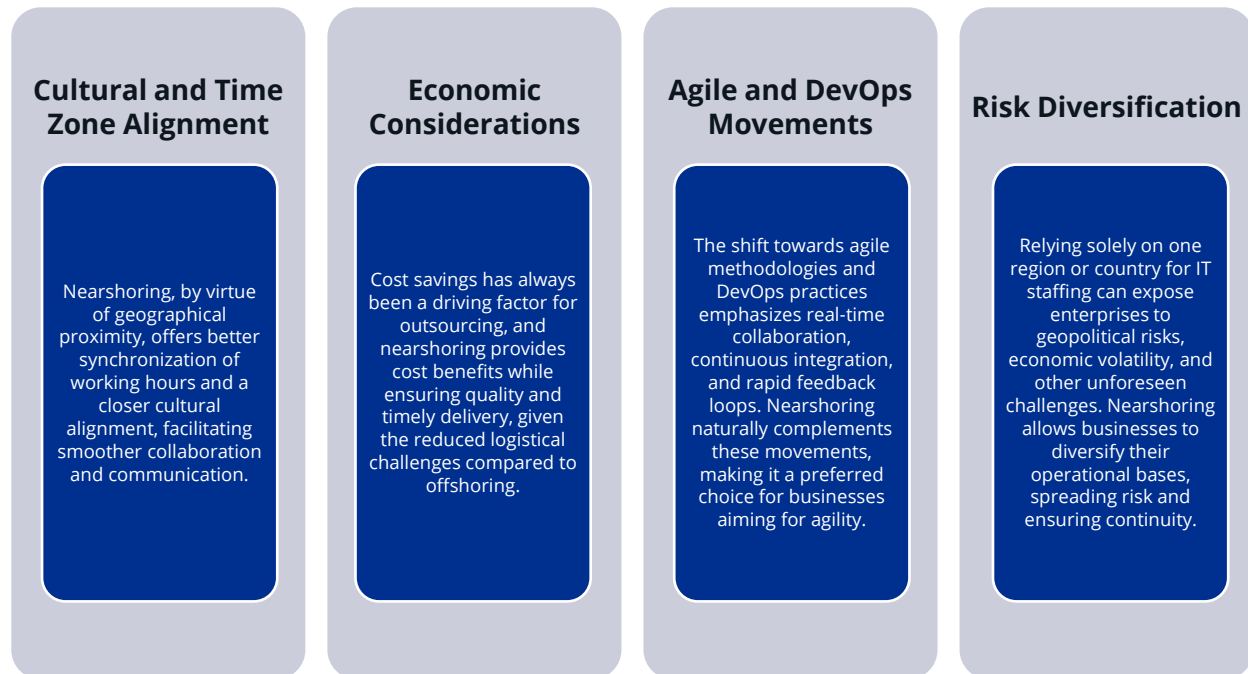 Cultural and Time
Zone Alignment
Nearshoring, by virtue
of geographical
proximity, offers better
synchronization of
working hours and a
closer cultural
alignment, facilitating
smoother collaboration
and communication.
Economic
Considerations
Cost savings has always
been a driving factor for
outsourcing, and
nearshoring provides
cost benefits while
ensuring quality and
timely delivery, given
the reduced logistical
challenges compared to
offshoring.
Agile and DevOps
Movements
The shift towards agile
methodologies and
DevOps practices
emphasizes real-time
collaboration,
continuous integration,
and rapid feedback
loops. Nearshoring
naturally complements
these movements,
making it a preferred
choice for businesses
aiming for agility.
Risk Diversification
Relying solely on one
region or country for IT
staffing can expose
enterprises to
geopolitical risks,
economic volatility, and
other unforeseen
challenges. Nearshoring
allows businesses to
diversify their
operational bases,
spreading risk and
ensuring continuity.